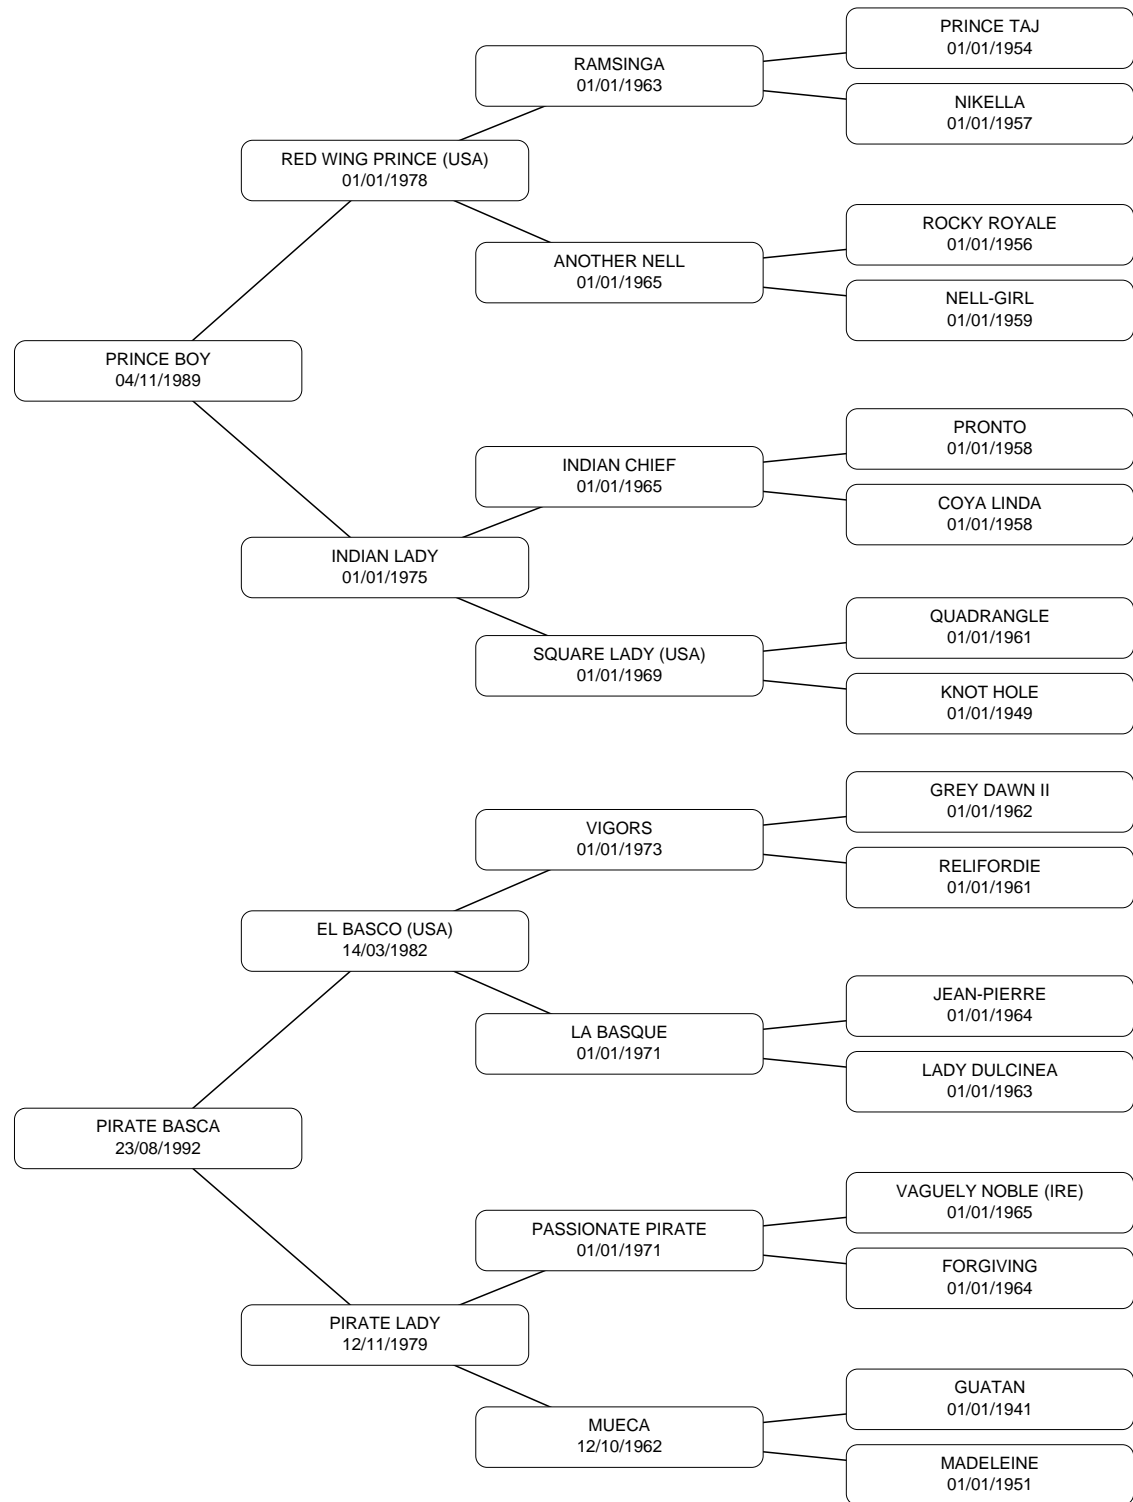 PRINCE TAJ
01/01/1954
RAMSINGA
01/01/1963
NIKELLA
01/01/1957
RED WING PRINCE (USA)
01/01/1978
ROCKY ROYALE
01/01/1956
ANOTHER NELL
01/01/1965
NELL-GIRL
01/01/1959
PRINCE BOY
04/11/1989
PRONTO
01/01/1958
INDIAN CHIEF
01/01/1965
COYA LINDA
01/01/1958
INDIAN LADY
01/01/1975
QUADRANGLE
01/01/1961
SQUARE LADY (USA)
01/01/1969
KNOT HOLE
01/01/1949
GREY DAWN II
01/01/1962
VIGORS
01/01/1973
RELIFORDIE
01/01/1961
EL BASCO (USA)
14/03/1982
JEAN-PIERRE
01/01/1964
LA BASQUE
01/01/1971
LADY DULCINEA
01/01/1963
PIRATE BASCA
23/08/1992
VAGUELY NOBLE (IRE)
01/01/1965
PASSIONATE PIRATE
01/01/1971
FORGIVING
01/01/1964
PIRATE LADY
12/11/1979
GUATAN
01/01/1941
MUECA
12/10/1962
MADELEINE
01/01/1951